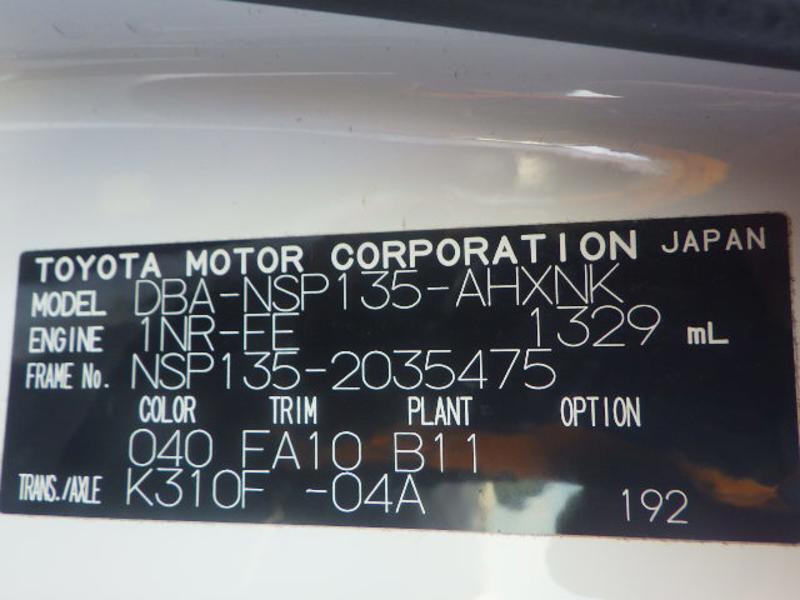 TOYOTA MOTOR CORPORATION JAPAN
MODEL DBA-NSP135-AHXNK
ENGINE 1NR-FE 1329 mL
FRAME No. NSP135-2035475
COLOR TRIM PLANT OPTION
040 FA10 B11
TRANS./AXLE K310F -04A 192